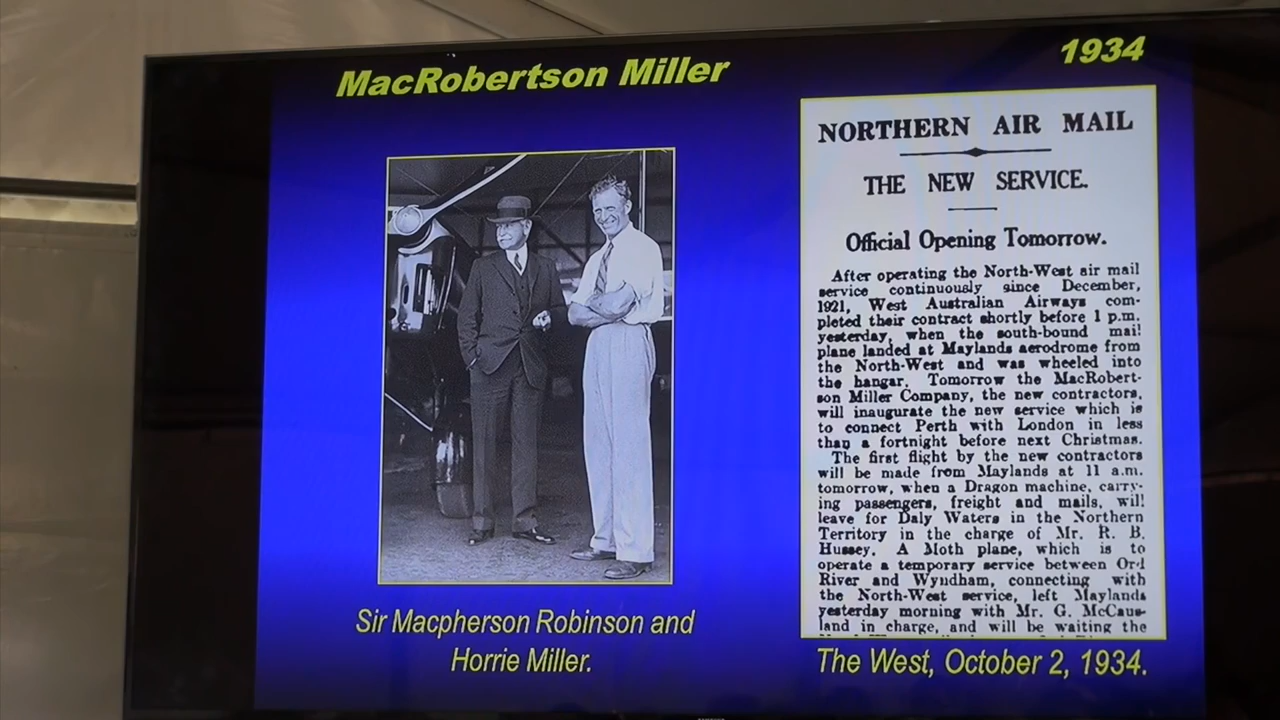 MacRobertson Miller
1934
NORTHERN AIR MAIL
THE NEW SERVICE.
Official Opening Tomorrow.
After operating the North-West air mail
service continuously since December,
1921, West Australian Airways com-
pleted their contract shortly before 1 p.m.
yesterday, when the south-bound mail
plane landed at Maylands aerodrome from
the North-West and was wheeled into
the hangar. Tomorrow the MacRobert-
son Miller Company, the new contractors,
will inaugurate the new service which is
to connect Perth with London in less
than a fortnight before next Christmas.
The first flight by the new contractors
will be made from Maylands at 11 a.m.
tomorrow, when a Dragon machine, carry-
ing passengers, freight and mails, will
leave for Daly Waters in the Northern
Territory in the charge of Mr. R. B.
Hussey. A Moth plane, which is to
operate a temporary service between Ord
River and Wyndham, connecting with
the North-West service, left Maylands
yesterday morning with Mr. G. McCaus-
land in charge, and will be waiting the
Sir Macpherson Robinson and
Horrie Miller.
The West, October 2, 1934.